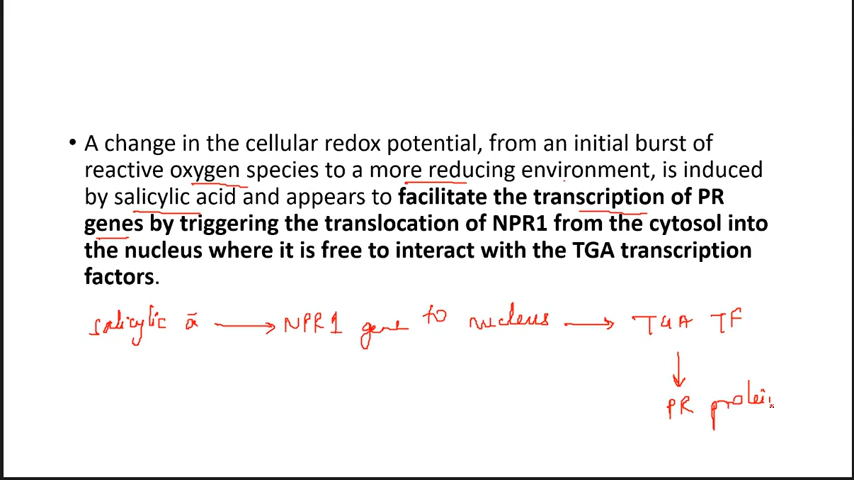 • A change in the cellular redox potential, from an initial burst of
reactive oxygen species to a more reducing environment, is induced
by salicylic acid and appears to facilitate the transcription of PR
genes by triggering the translocation of NPR1 from the cytosol into
the nucleus where it is free to interact with the TGA transcription
factors.
salicylic ā → NPR1 gene to nucleus → TGA TF
↓
PR protein